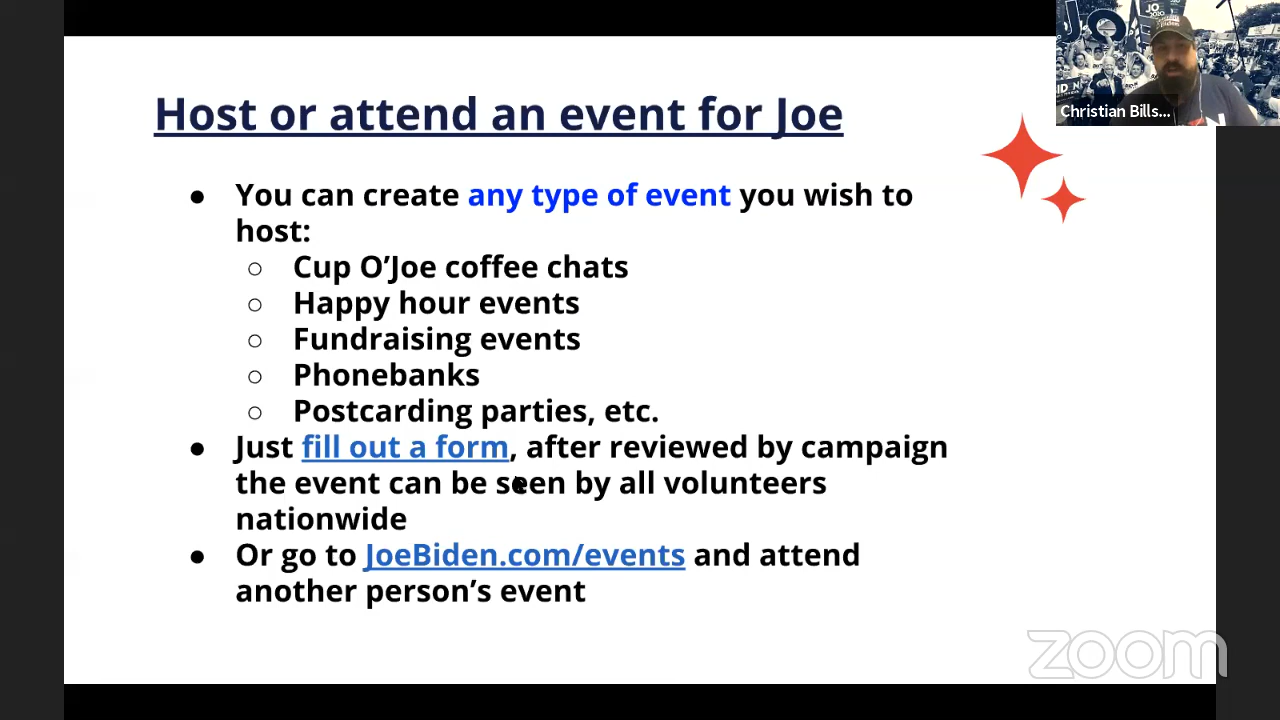 Host or attend an event for Joe
● You can create any type of event you wish to
host:
○ Cup O’Joe coffee chats
○ Happy hour events
○ Fundraising events
○ Phonebanks
○ Postcarding parties, etc.
● Just fill out a form, after reviewed by campaign
the event can be seen by all volunteers
nationwide
● Or go to JoeBiden.com/events and attend
another person’s event
Christian Bills...
zoom